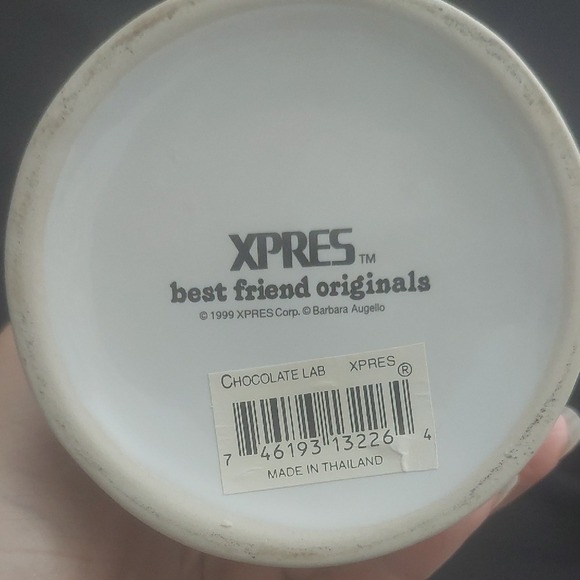 XPRES™
best friend originals
© 1999 XPRES Corp. © Barbara Augello
CHOCOLATE LAB XPRES®
7 46193 13226 4
MADE IN THAILAND